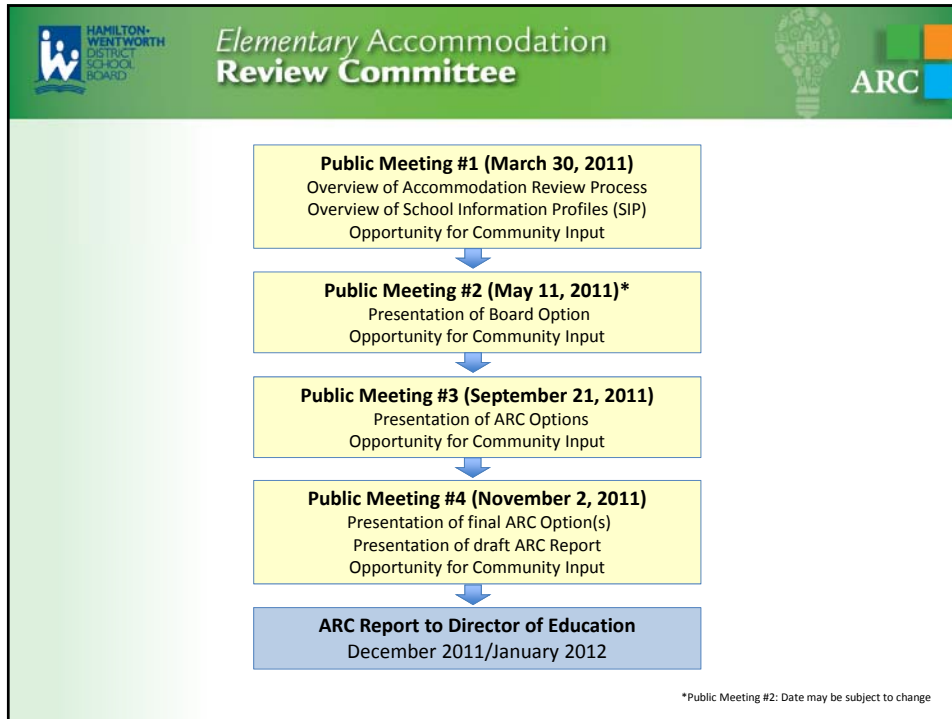 HAMILTON-
WENTWORTH
DISTRICT
SCHOOL
BOARD
Elementary Accommodation
Review Committee
ARC
Public Meeting #1 (March 30, 2011)
Overview of Accommodation Review Process
Overview of School Information Profiles (SIP)
Opportunity for Community Input
Public Meeting #2 (May 11, 2011)*
Presentation of Board Option
Opportunity for Community Input
Public Meeting #3 (September 21, 2011)
Presentation of ARC Options
Opportunity for Community Input
Public Meeting #4 (November 2, 2011)
Presentation of final ARC Option(s)
Presentation of draft ARC Report
Opportunity for Community Input
ARC Report to Director of Education
December 2011/January 2012
*Public Meeting #2: Date may be subject to change